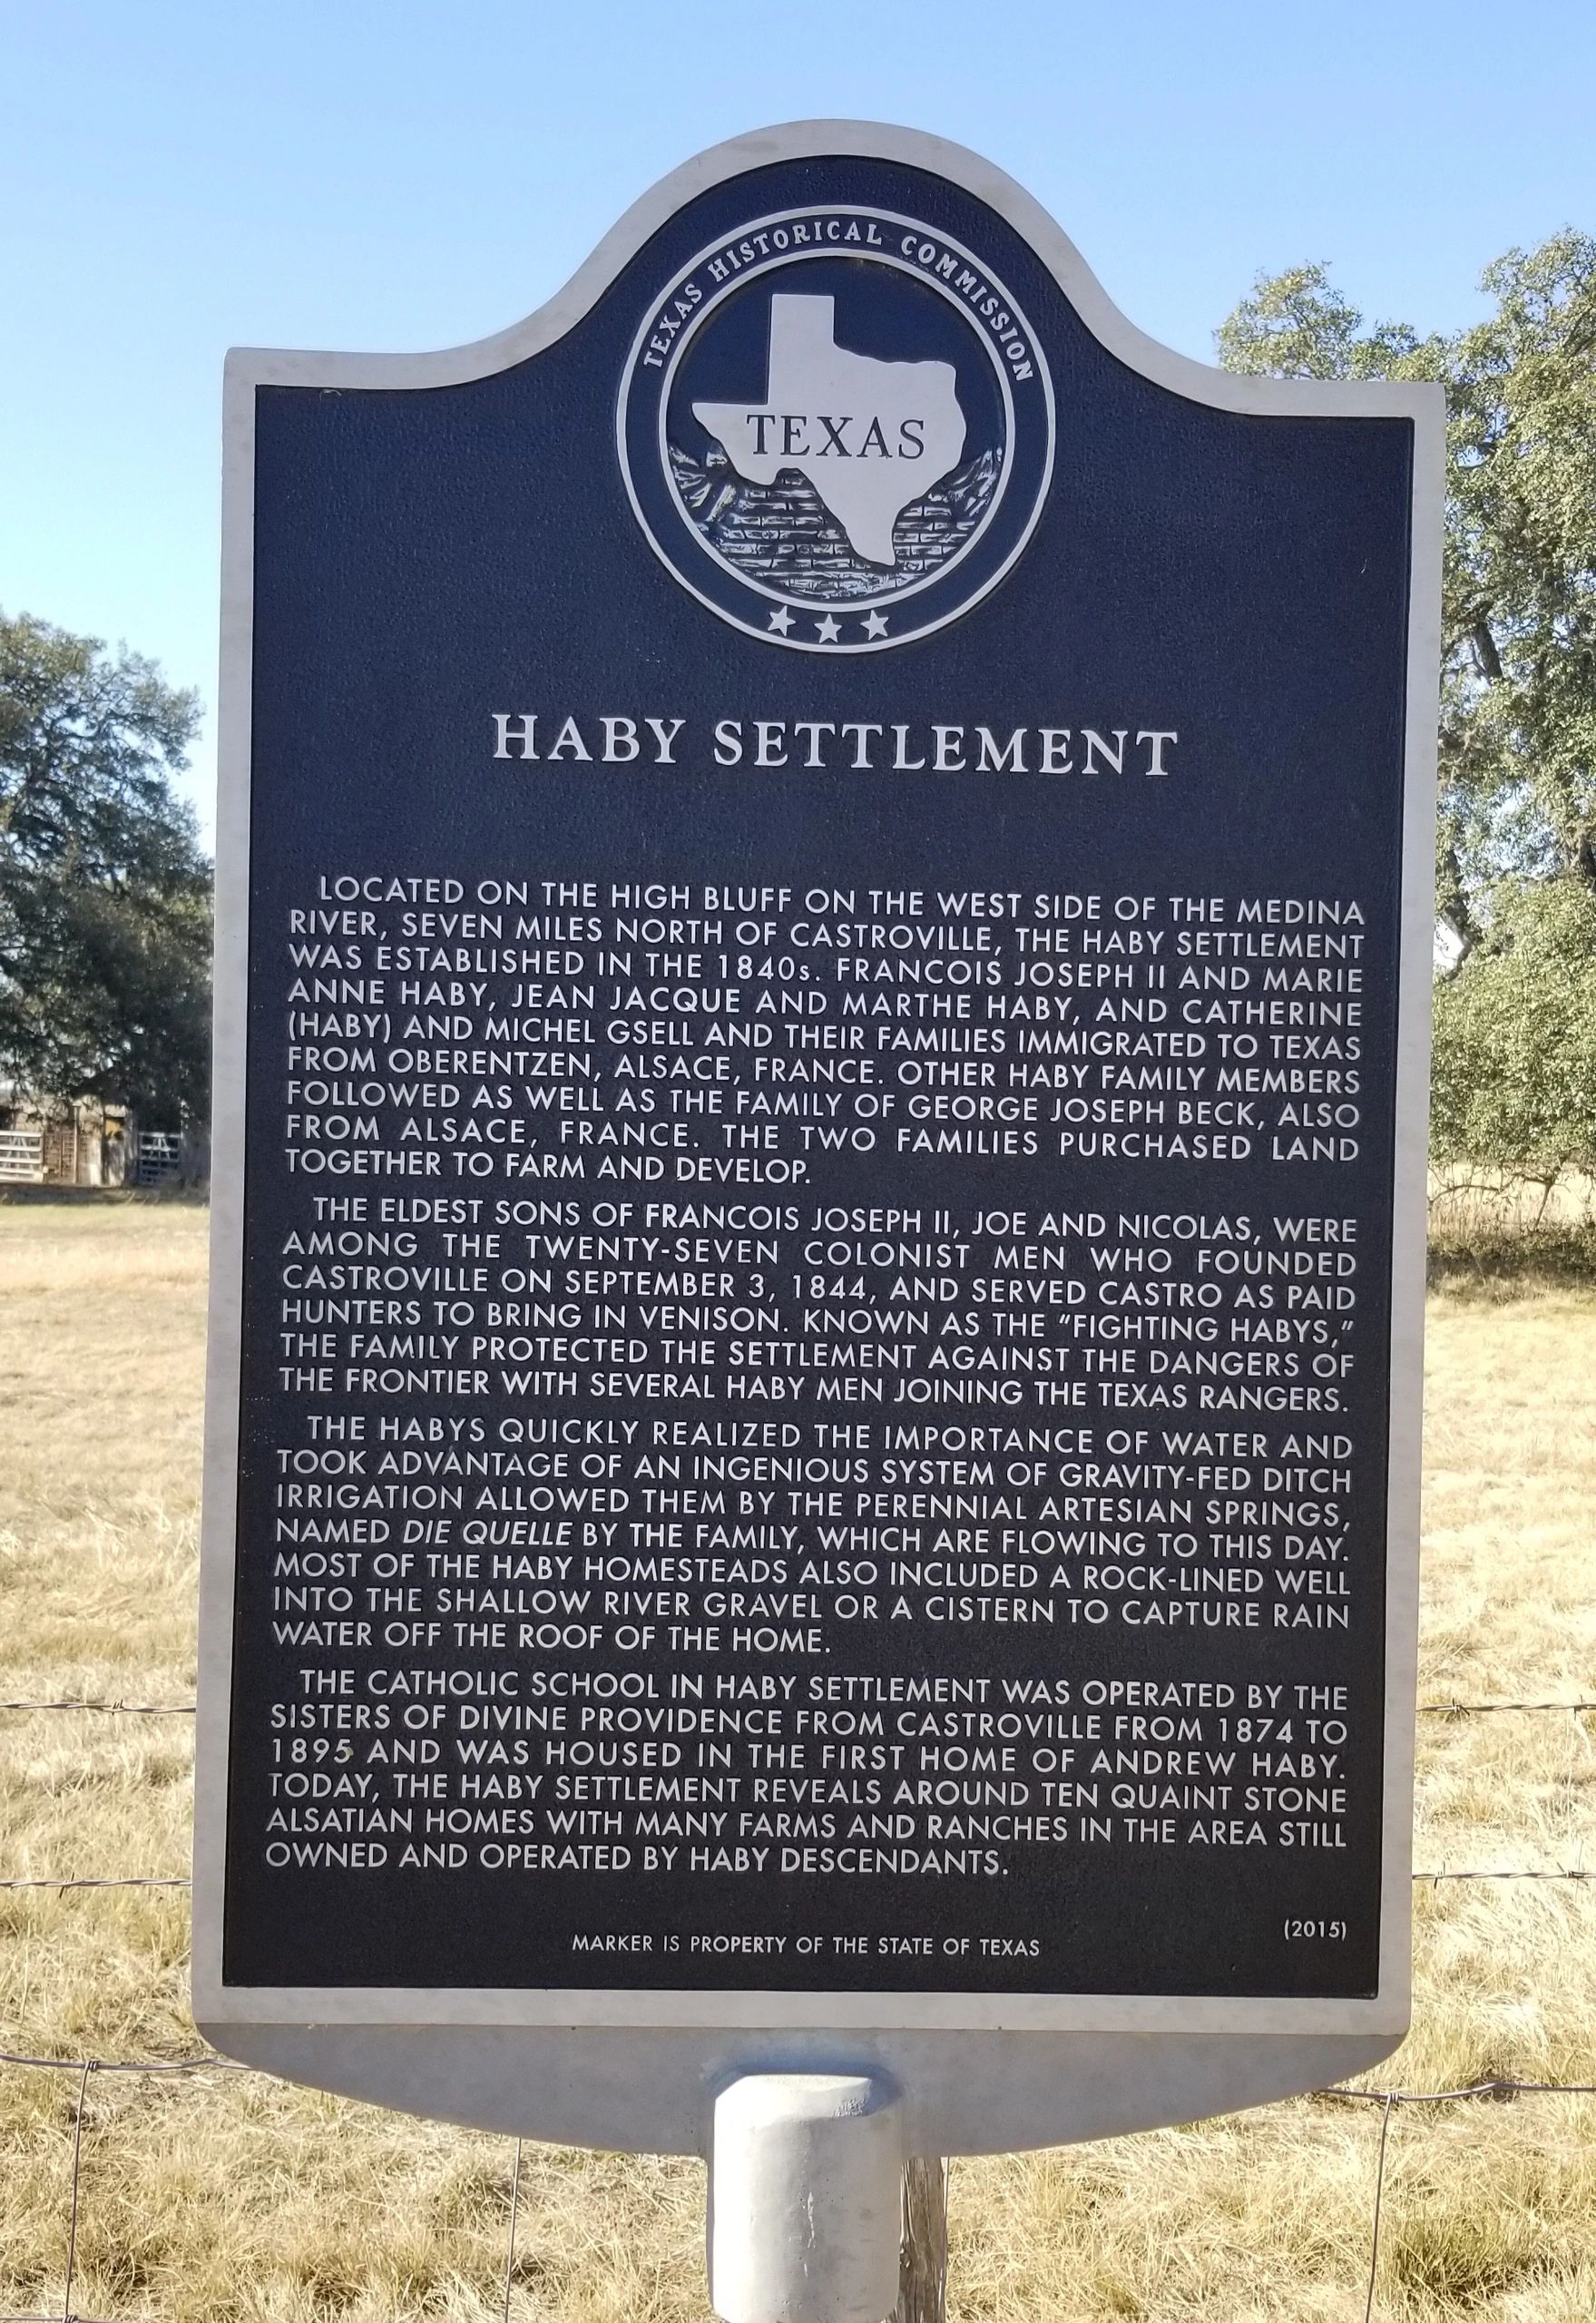 TEXAS HISTORICAL COMMISSION
TEXAS
HABY SETTLEMENT
LOCATED ON THE HIGH BLUFF ON THE WEST SIDE OF THE MEDINA
RIVER, SEVEN MILES NORTH OF CASTROVILLE, THE HABY SETTLEMENT
WAS ESTABLISHED IN THE 1840s. FRANCOIS JOSEPH II AND MARIE
ANNE HABY, JEAN JACQUE AND MARTHE HABY, AND CATHERINE
(HABY) AND MICHEL GSELL AND THEIR FAMILIES IMMIGRATED TO TEXAS
FROM OBERENTZEN, ALSACE, FRANCE. OTHER HABY FAMILY MEMBERS
FOLLOWED AS WELL AS THE FAMILY OF GEORGE JOSEPH BECK, ALSO
FROM ALSACE, FRANCE. THE TWO FAMILIES PURCHASED LAND
TOGETHER TO FARM AND DEVELOP.
THE ELDEST SONS OF FRANCOIS JOSEPH II, JOE AND NICOLAS, WERE
AMONG THE TWENTY-SEVEN COLONIST MEN WHO FOUNDED
CASTROVILLE ON SEPTEMBER 3, 1844, AND SERVED CASTRO AS PAID
HUNTERS TO BRING IN VENISON. KNOWN AS THE "FIGHTING HABYS,"
THE FAMILY PROTECTED THE SETTLEMENT AGAINST THE DANGERS OF
THE FRONTIER WITH SEVERAL HABY MEN JOINING THE TEXAS RANGERS.
THE HABYS QUICKLY REALIZED THE IMPORTANCE OF WATER AND
TOOK ADVANTAGE OF AN INGENIOUS SYSTEM OF GRAVITY-FED DITCH
IRRIGATION ALLOWED THEM BY THE PERENNIAL ARTESIAN SPRINGS,
NAMED DIE QUELLE BY THE FAMILY, WHICH ARE FLOWING TO THIS DAY.
MOST OF THE HABY HOMESTEADS ALSO INCLUDED A ROCK-LINED WELL
INTO THE SHALLOW RIVER GRAVEL OR A CISTERN TO CAPTURE RAIN
WATER OFF THE ROOF OF THE HOME.
THE CATHOLIC SCHOOL IN HABY SETTLEMENT WAS OPERATED BY THE
SISTERS OF DIVINE PROVIDENCE FROM CASTROVILLE FROM 1874 TO
1895 AND WAS HOUSED IN THE FIRST HOME OF ANDREW HABY.
TODAY, THE HABY SETTLEMENT REVEALS AROUND TEN QUAINT STONE
ALSATIAN HOMES WITH MANY FARMS AND RANCHES IN THE AREA STILL
OWNED AND OPERATED BY HABY DESCENDANTS.
(2015)
MARKER IS PROPERTY OF THE STATE OF TEXAS